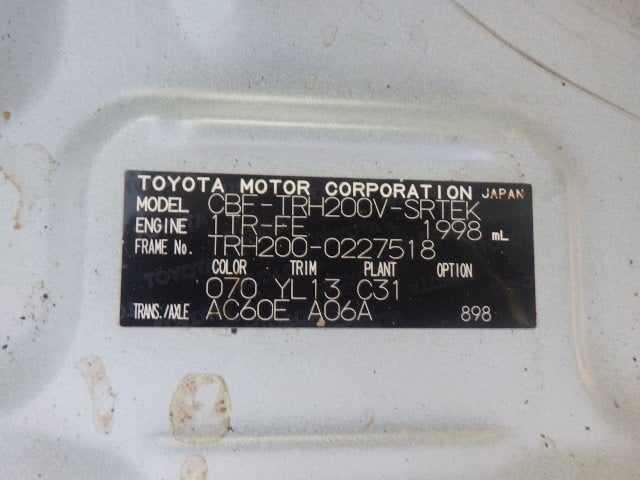 TOYOTA MOTOR CORPORATION JAPAN
MODEL CBF-TRH200V-SRTEK
ENGINE 1TR-FE 1998 mL
FRAME No. TRH200-0227518
COLOR TRIM PLANT OPTION
070 YL13 C31
TRANS./AXLE AC60E A06A 898